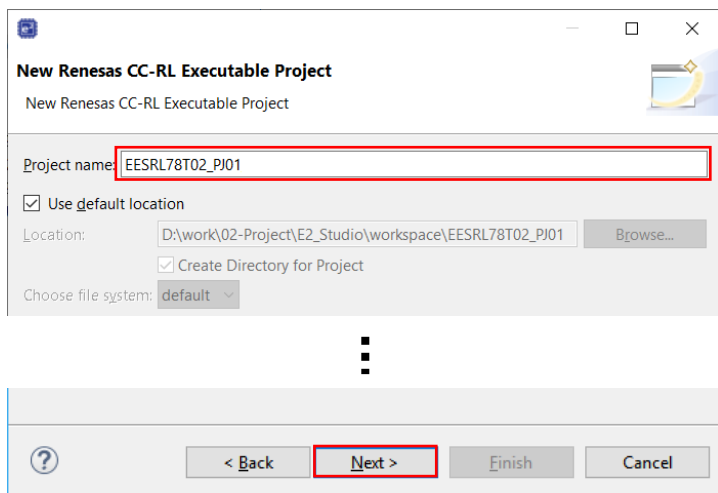 New Renesas CC-RL Executable Project
New Renesas CC-RL Executable Project
Project name: EESRL78T02_PJ01
Use default location
Location: D:\work\02-Project\E2_Studio\workspace\EESRL78T02_PJ01 Browse...
Create Directory for Project
Choose file system: default
< Back Next > Finish Cancel